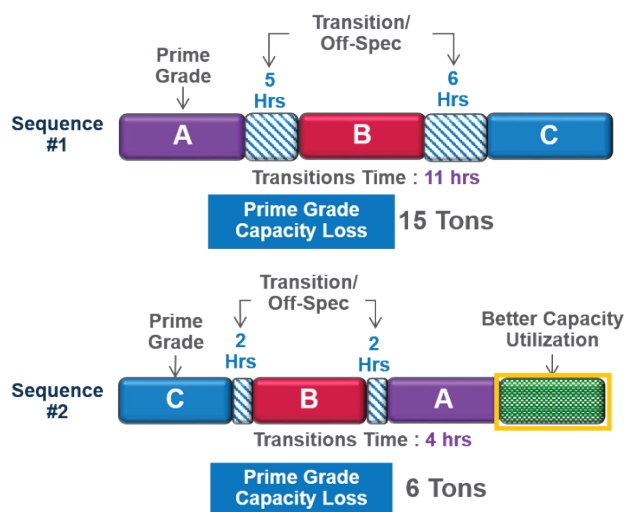 Transition/
Off-Spec
Prime
Grade
5
Hrs
6
Hrs
Sequence
#1
A
B
C
Transitions Time : 11 hrs
Prime Grade
Capacity Loss
15 Tons
Transition/
Off-Spec
Prime
Grade
2
Hrs
2
Hrs
Better Capacity
Utilization
Sequence
#2
C
B
A
Transitions Time : 4 hrs
Prime Grade
Capacity Loss
6 Tons